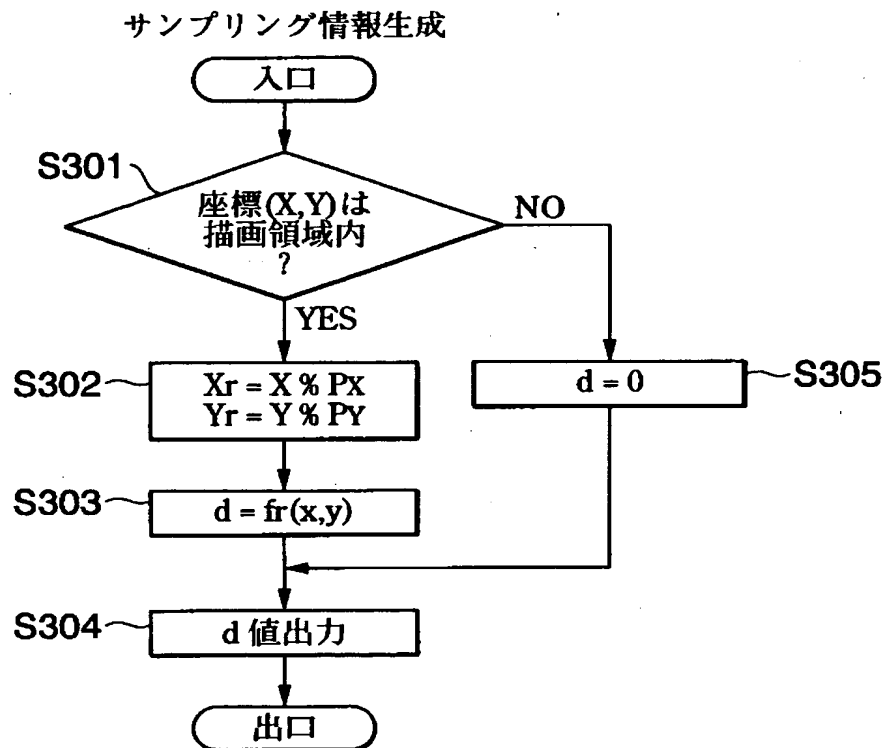 サンプリング情報生成
入口
S301
座標(X,Y)は
描画領域内
?
NO
YES
S302
Xr = X % PX
Yr = Y % PY
d = 0
S305
S303
d = fr(x,y)
S304
d 値出力
出口